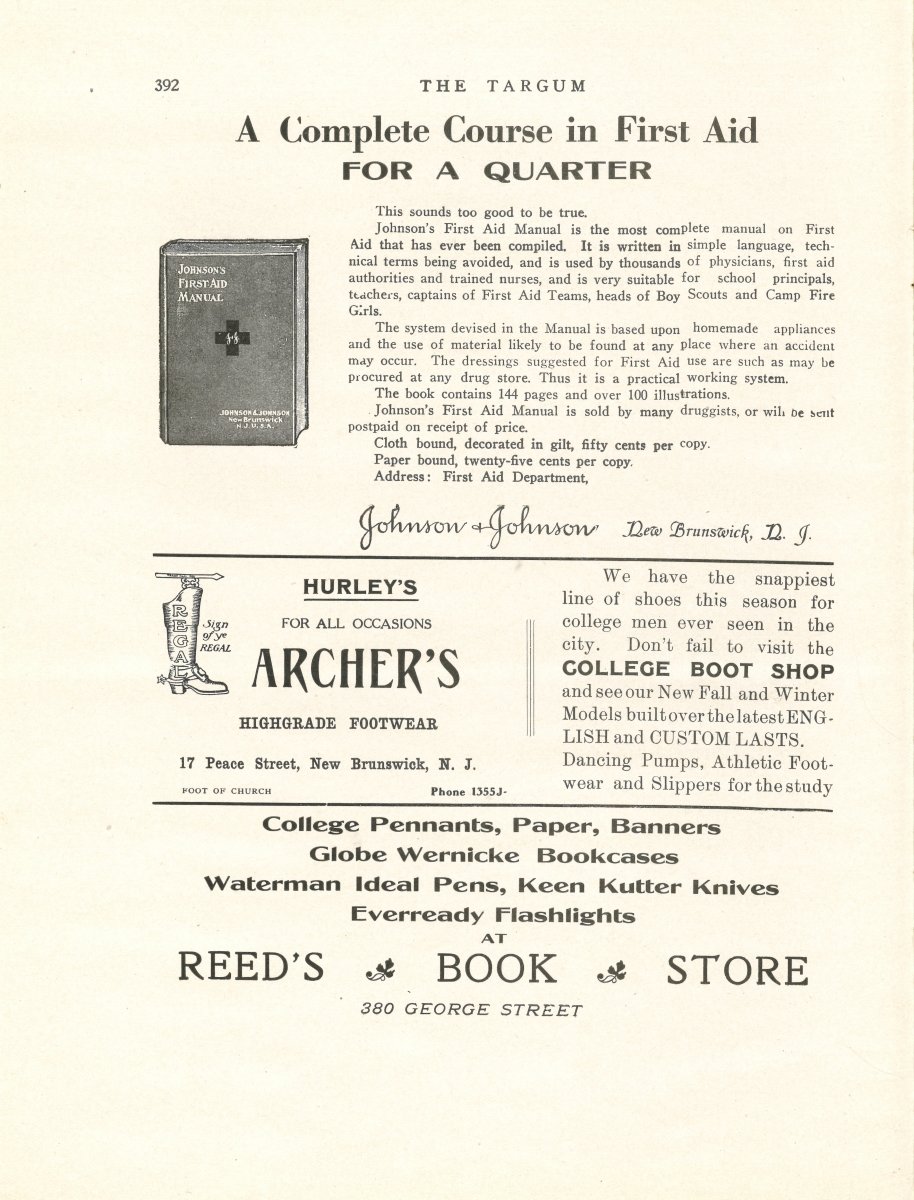 392
THE TARGUM
A Complete Course in First Aid
FOR A QUARTER
This sounds too good to be true.
Johnson's First Aid Manual is the most complete manual on First
Aid that has ever been compiled. It is written in simple language, tech-
nical terms being avoided, and is used by thousands of physicians, first aid
authorities and trained nurses, and is very suitable for school principals,
teachers, captains of First Aid Teams, heads of Boy Scouts and Camp Fire
Girls.
The system devised in the Manual is based upon homemade appliances
and the use of material likely to be found at any place where an accident
may occur. The dressings suggested for First Aid use are such as may be
procured at any drug store. Thus it is a practical working system.
The book contains 144 pages and over 100 illustrations.
Johnson's First Aid Manual is sold by many druggists, or will be sent
postpaid on receipt of price.
Cloth bound, decorated in gilt, fifty cents per copy.
Paper bound, twenty-five cents per copy.
Address: First Aid Department,
JOHNSON'S
FIRST AID
MANUAL
J&J
JOHNSON & JOHNSON
New Brunswick
N.J. U.S.A.
Johnson & Johnson New Brunswick, N. J.
REGAL
Sign
of ye
REGAL
HURLEY'S
FOR ALL OCCASIONS
ARCHER'S
HIGHGRADE FOOTWEAR
17 Peace Street, New Brunswick, N. J.
FOOT OF CHURCH
Phone 1355J-
We have the snappiest
line of shoes this season for
college men ever seen in the
city. Don't fail to visit the
COLLEGE BOOT SHOP
and see our New Fall and Winter
Models built over the latest ENG-
LISH and CUSTOM LASTS.
Dancing Pumps, Athletic Foot-
wear and Slippers for the study
College Pennants, Paper, Banners
Globe Wernicke Bookcases
Waterman Ideal Pens, Keen Kutter Knives
Everready Flashlights
AT
REED'S BOOK STORE
380 GEORGE STREET